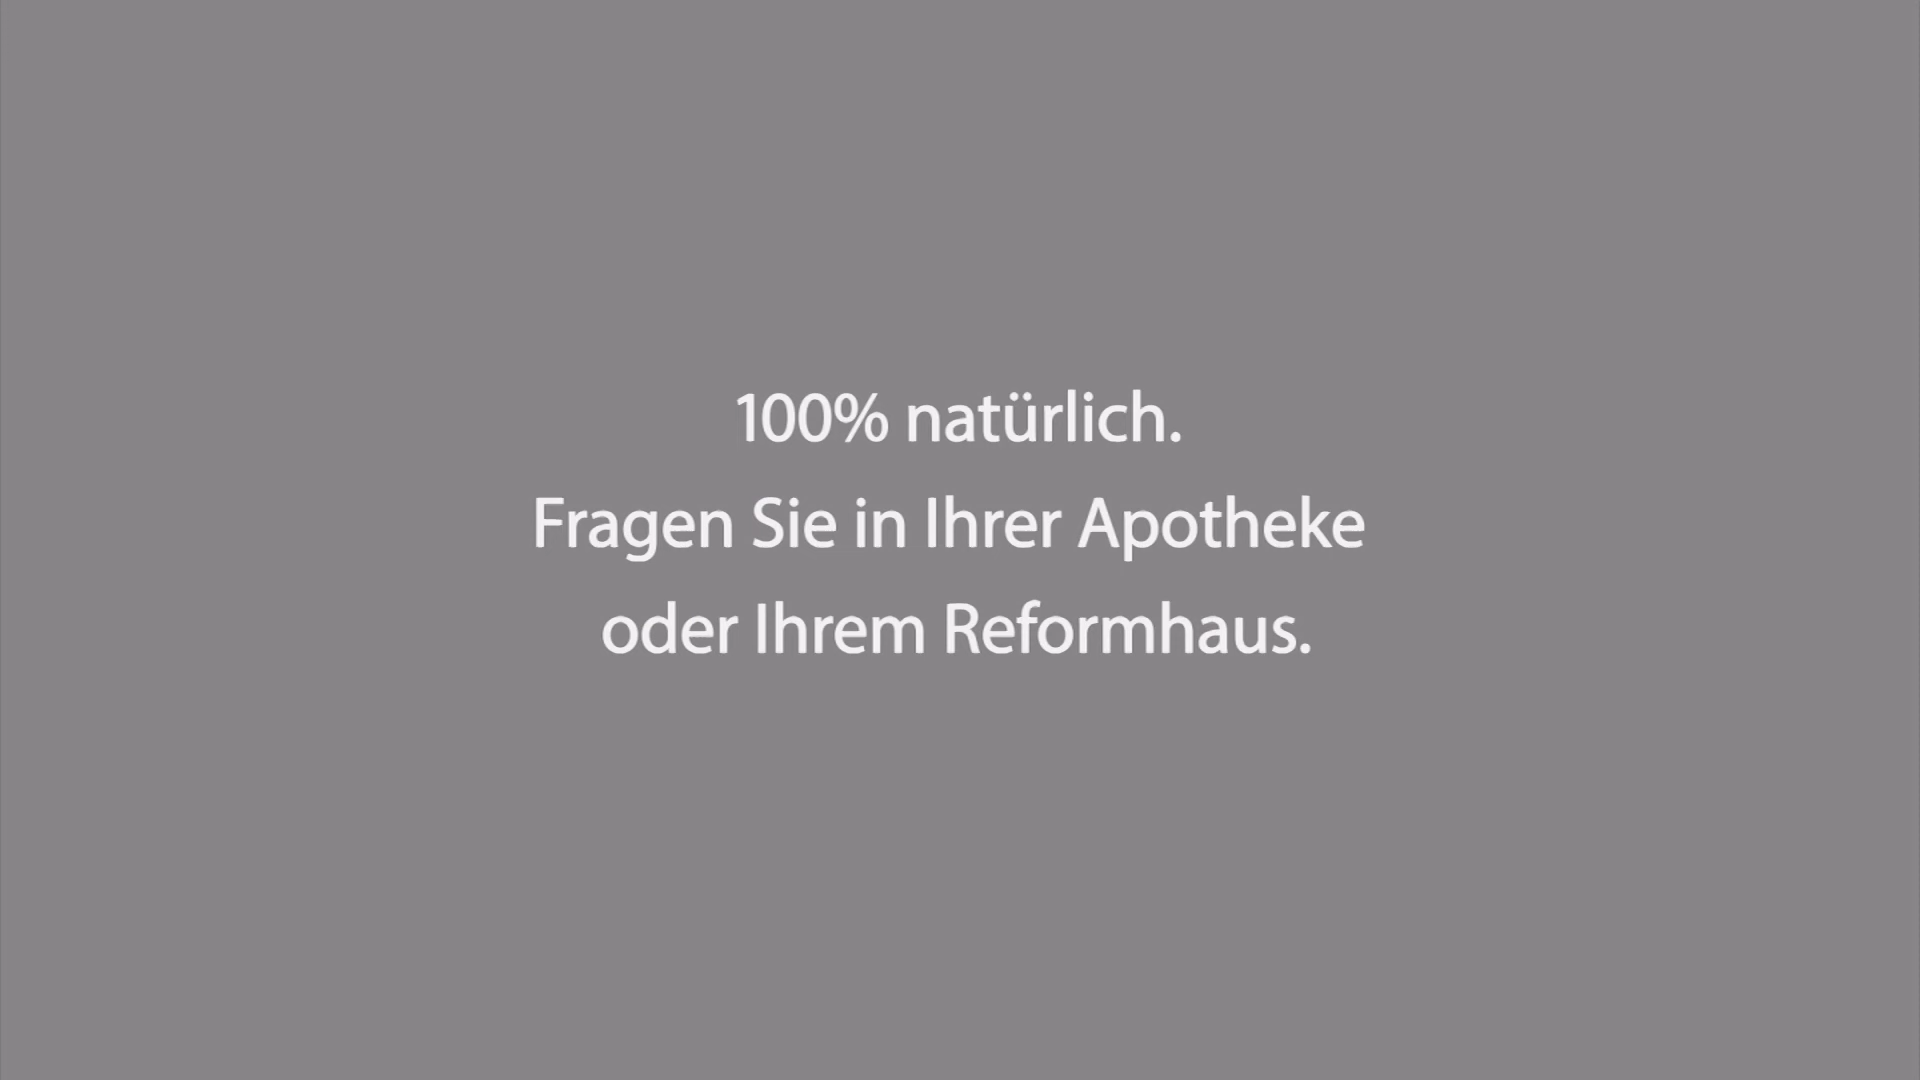 100% natürlich.
Fragen Sie in Ihrer Apotheke
oder Ihrem Reformhaus.